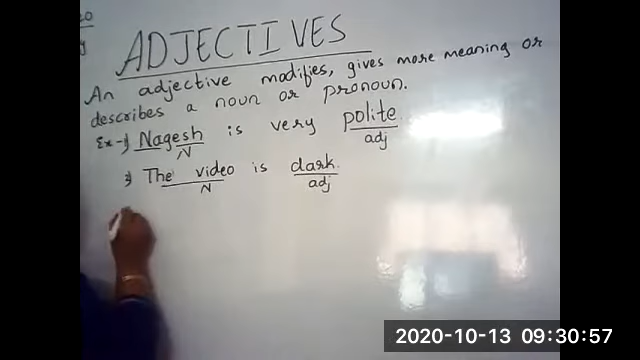 ADJECTIVES
An adjective modifies, gives more meaning or
describes a noun or pronoun.
Ex -1) Nagesh is very polite
N adj
2) The video is dark.
N adj
2020-10-13 09:30:57